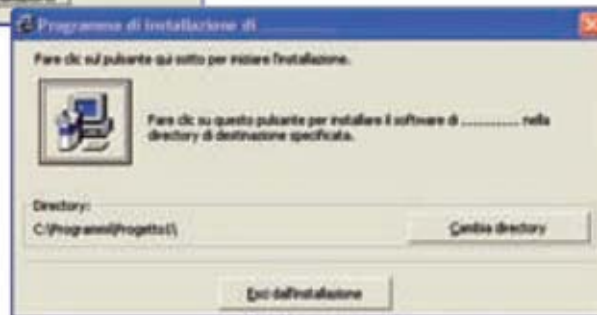 Programma di installazione di ............
Fare clic sul pulsante qui sotto per iniziare l'installazione.
Fare clic su questo pulsante per installare il software di ............. nella
directory di destinazione specificata.
Directory:
C:\Programmi\Progetto1\
Cambia directory
Esci dall'installazione